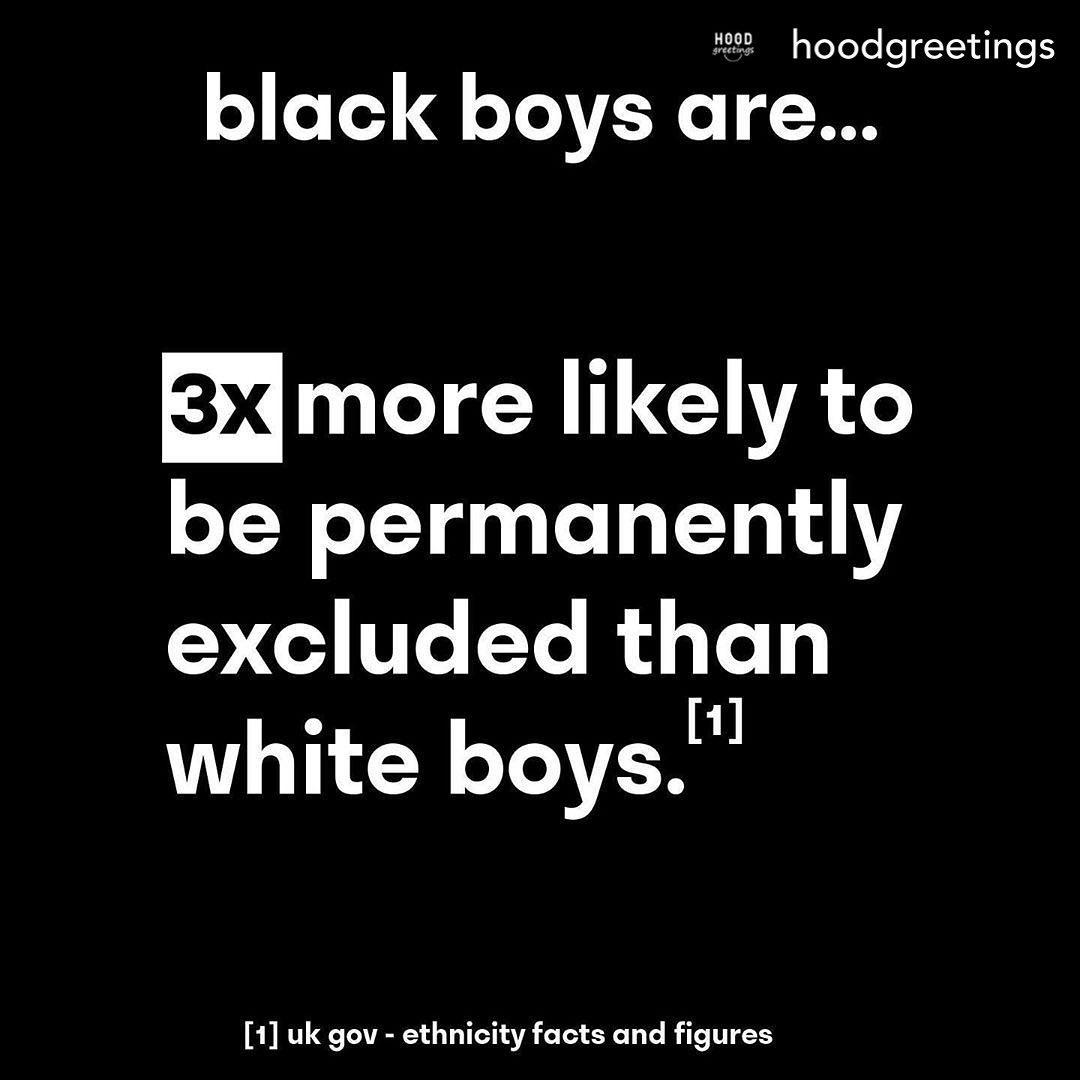 HOOD
greetings
hoodgreetings
black boys are...
3x more likely to
be permanently
excluded than
white boys.[1]
[1] uk gov - ethnicity facts and figures